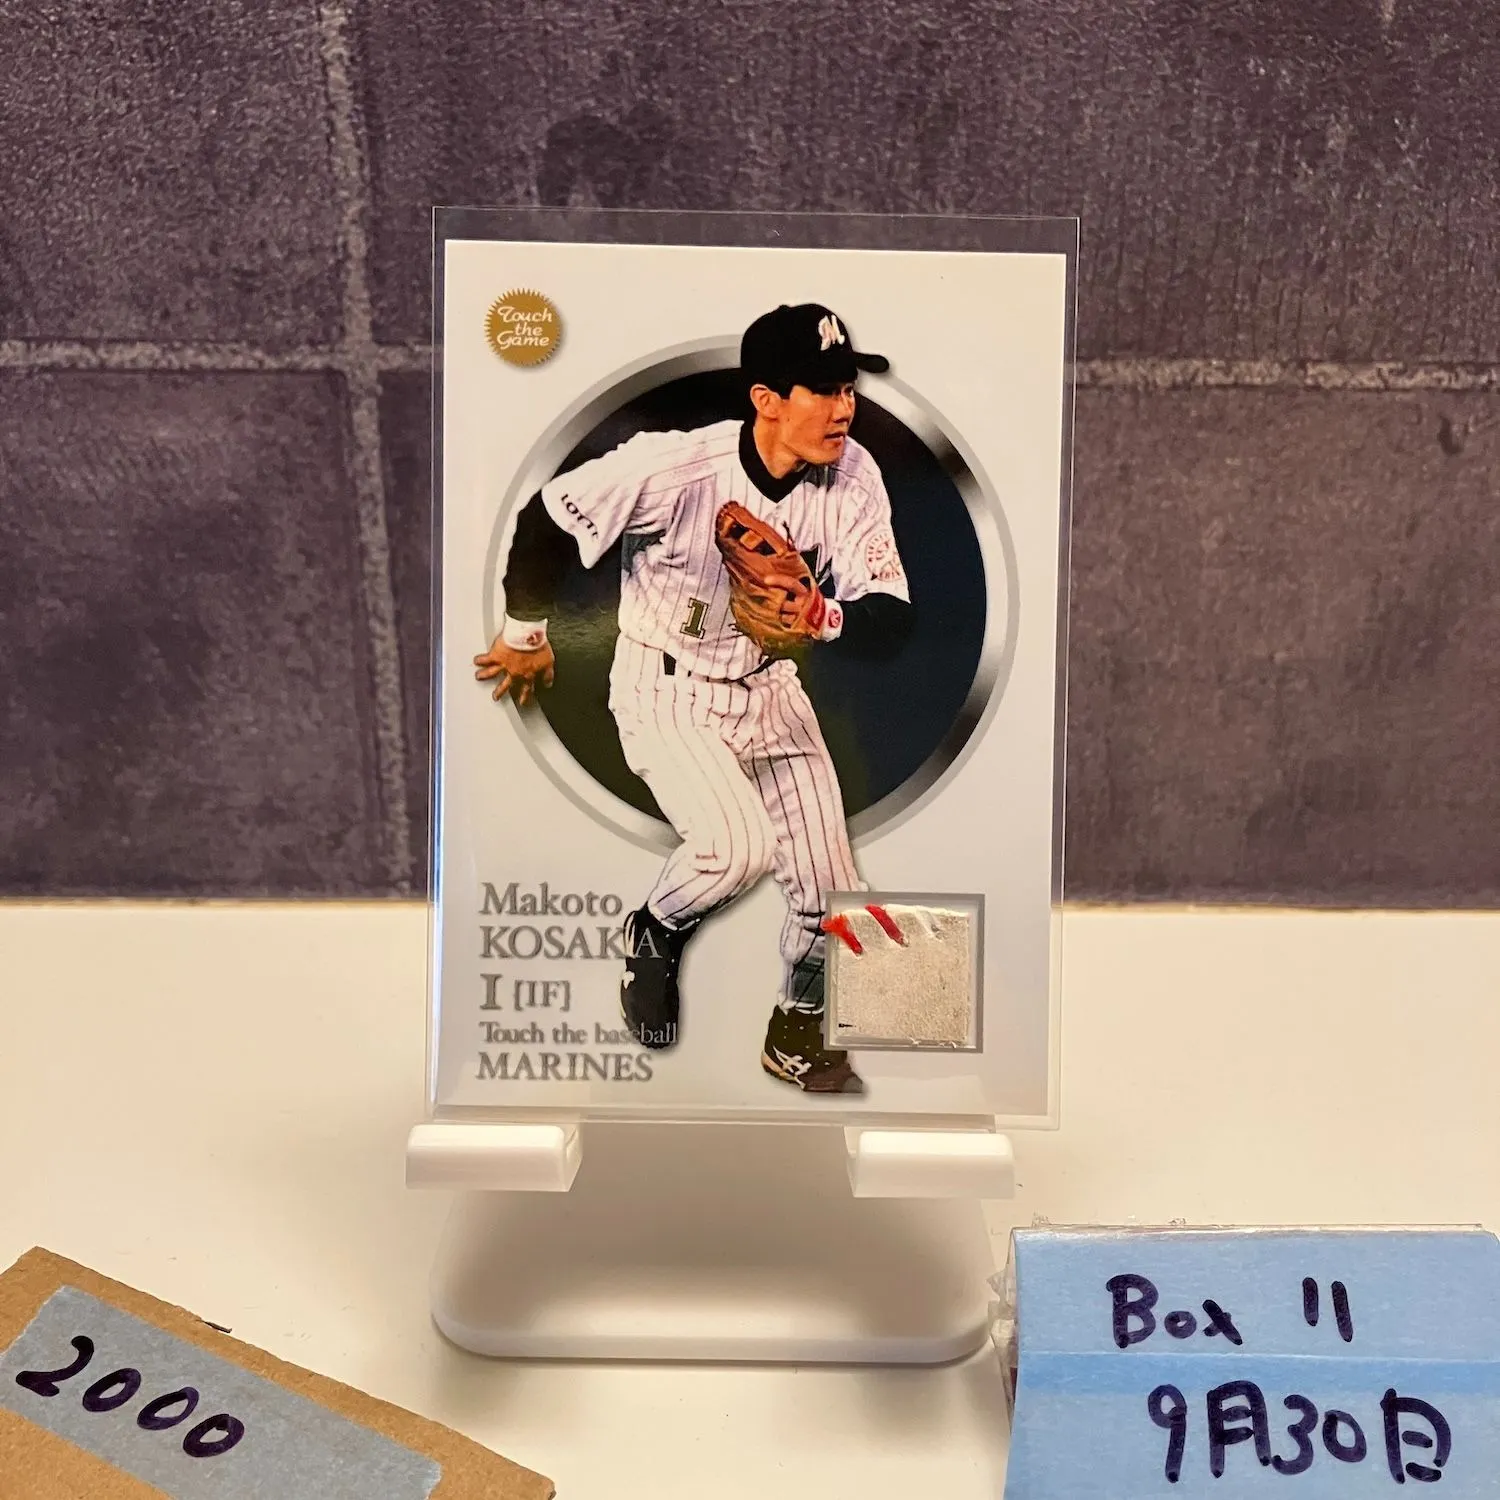 Touch
the
Game
M
LOTTE
1
Makoto
KOSAKA
1 [IF]
Touch the baseball
MARINES
2000
Box 11
9月30日